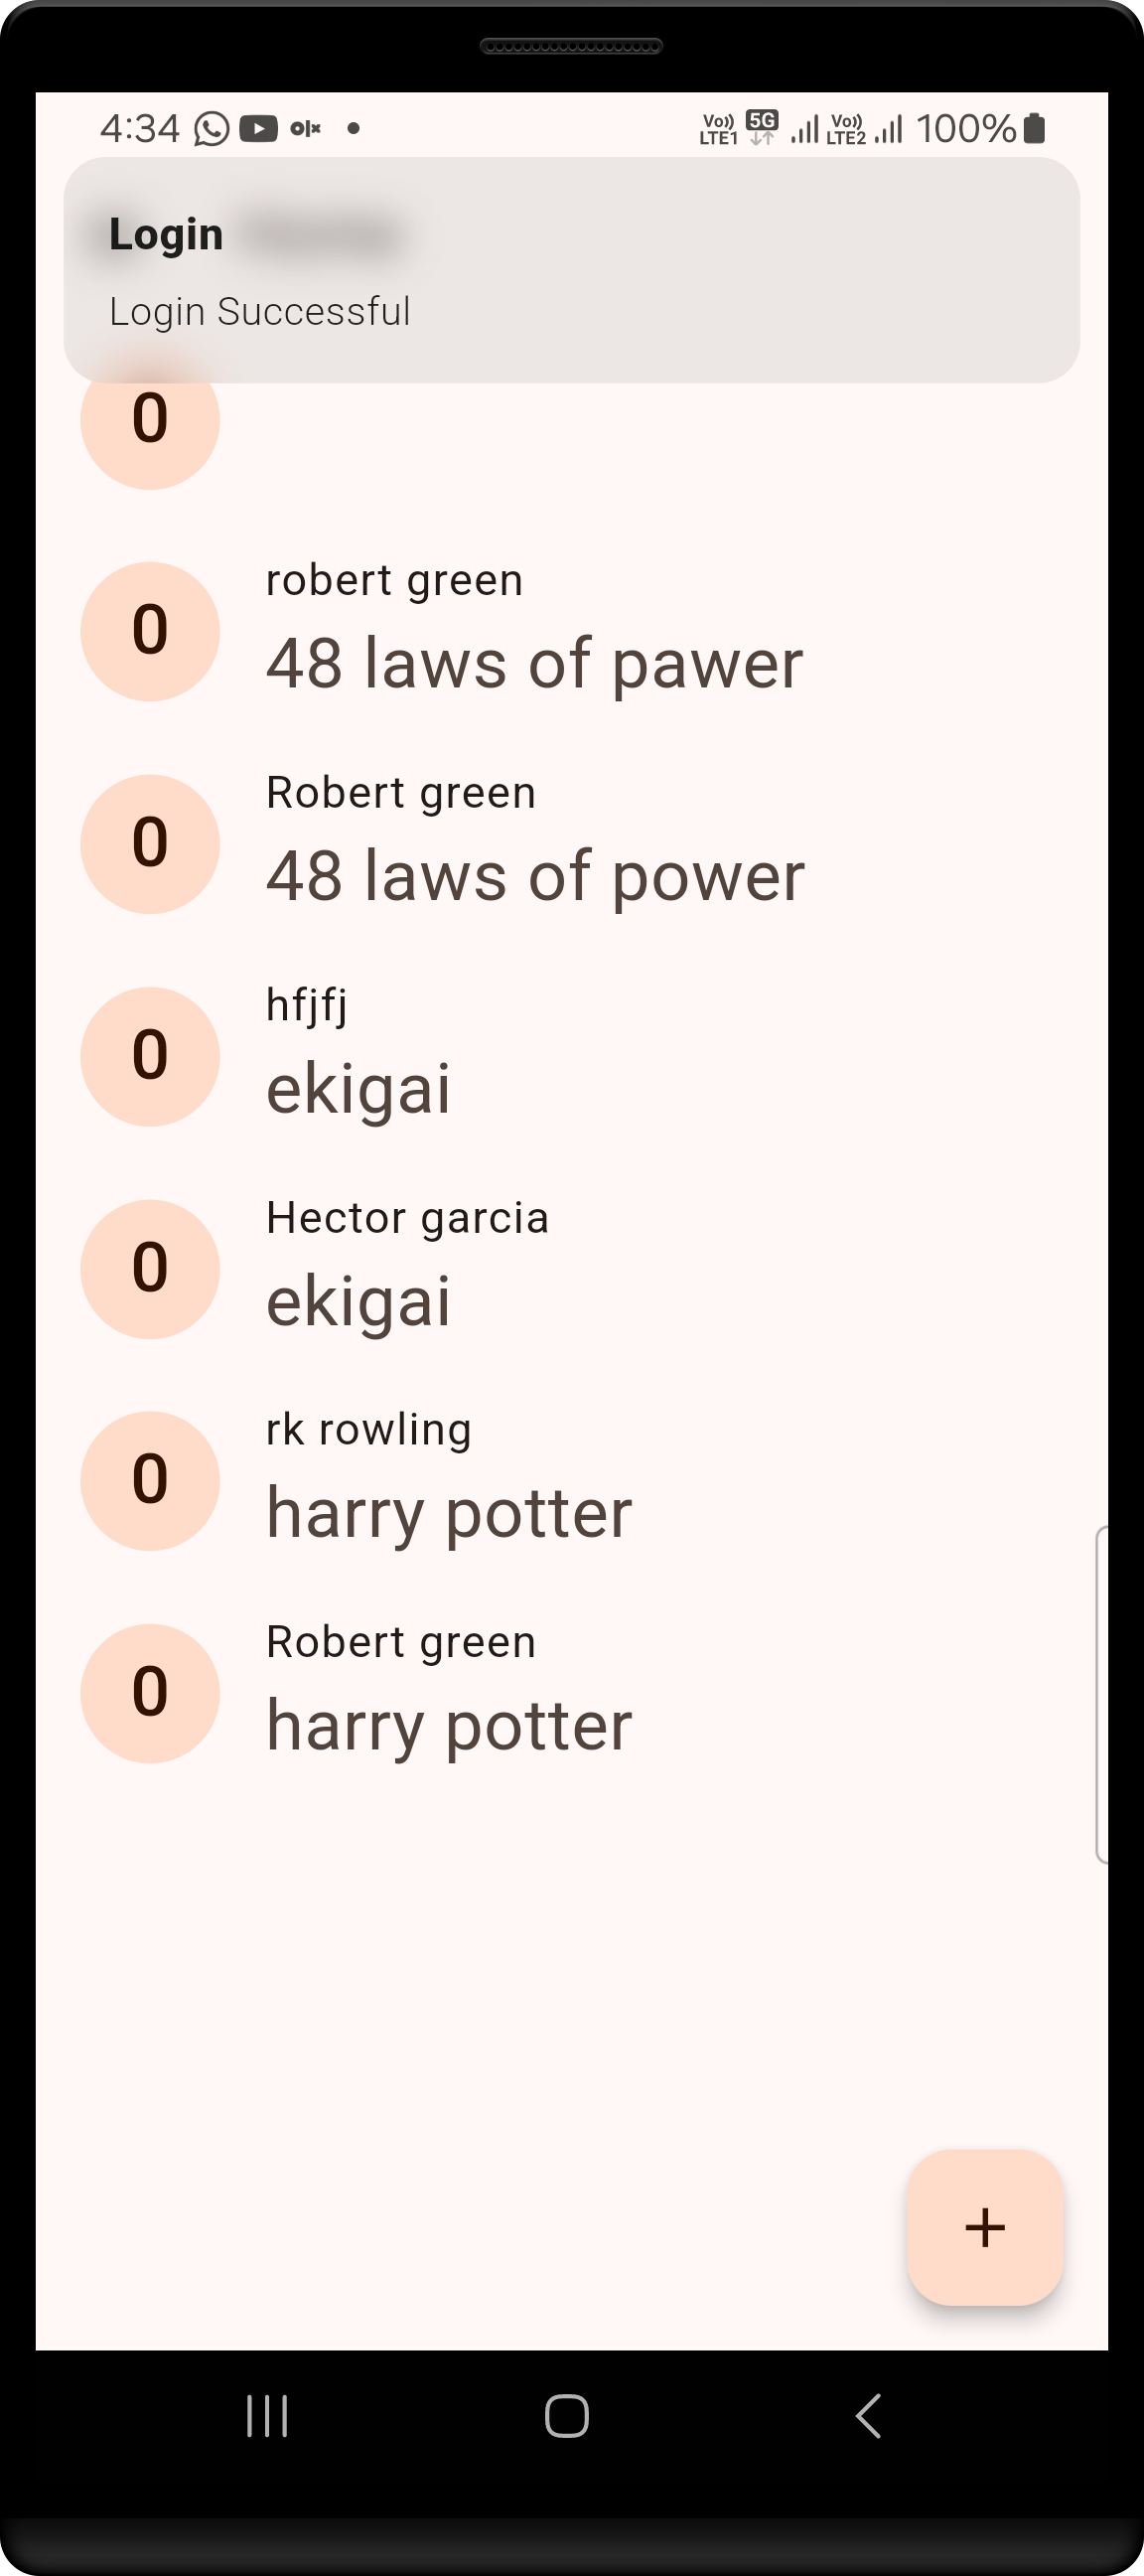 4:34 olx Vo)) LTE1 5G Vo)) LTE2 100%
Login
Login Successful
0
0 robert green
48 laws of pawer
0 Robert green
48 laws of power
0 hfjfj
ekigai
0 Hector garcia
ekigai
0 rk rowling
harry potter
0 Robert green
harry potter
+